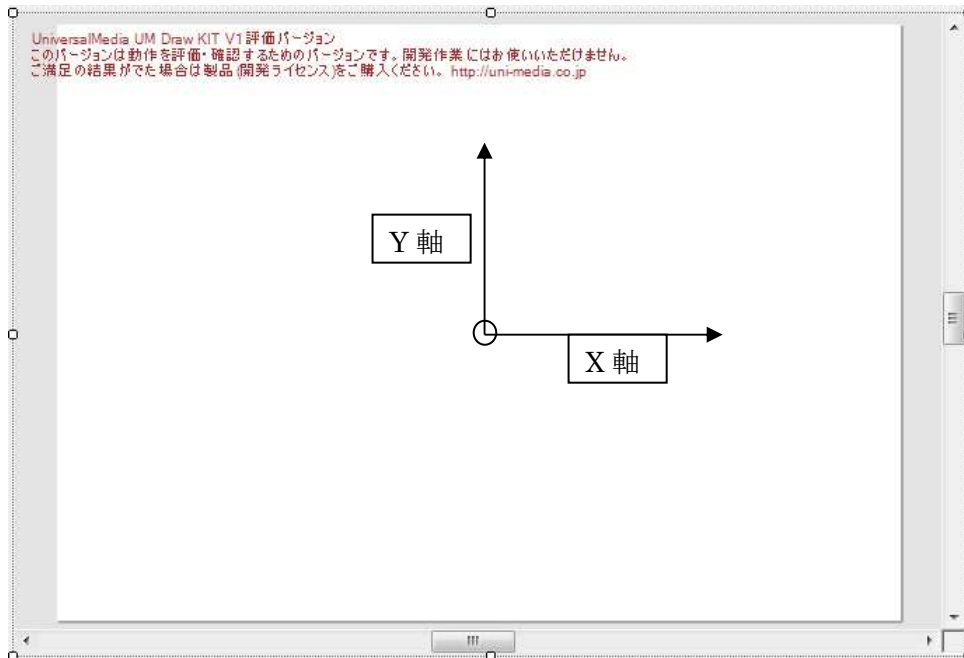 UniversalMedia UM Draw KIT V1 評価バージョン
このバージョンは動作を評価・確認するためのバージョンです。開発作業にはお使いいただけません。
ご満足の結果がでた場合は製品(開発ライセンス)をご購入ください。http://uni-media.co.jp
Y 軸
X 軸